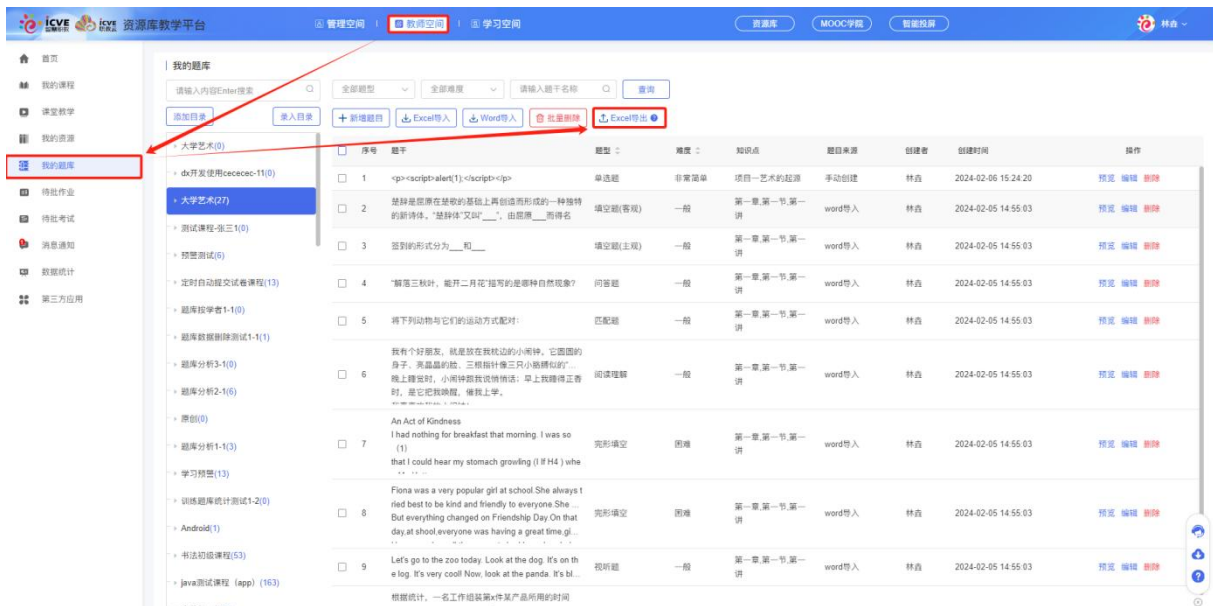 icve 智慧职教 icve 职教云 资源库教学平台 管理空间 教师空间 学习空间 资源库 MOOC学院 智能投屏 林垚
首页
我的课程
课堂教学
我的资源
我的题库
待批作业
待批考试
消息通知
数据统计
第三方应用
我的题库
请输入内容Enter搜索
添加目录 录入目录
大学艺术(0)
dx开发使用cececec-11(0)
大学艺术(27)
测试课程-张三1(0)
预警测试(6)
定时自动提交试卷课程(13)
题库按学者1-1(0)
题库数据删除测试1-1(1)
题库分析3-1(0)
题库分析2-1(6)
原创(0)
题库分析1-1(3)
学习预警(13)
训练题库统计测试1-2(0)
Android(1)
书法初级课程(53)
java测试课程（app）(163)
全部题型 全部难度 请输入题干名称 查询
新增题目 Excel导入 Word导入 批量删除 Excel导出
序号 题干 题型 难度 知识点 题目来源 创建者 创建时间 操作
1 <p><script>alert(1);</script></p> 单选题 非常简单 项目一艺术的起源 手动创建 林垚 2024-02-06 15:24:20 预览 编辑 删除
2 楚辞是屈原在楚歌的基础上再创造而形成的一种独特
的新诗体。“楚辞体”又叫“___”，由屈原___而得名 填空题(客观) 一般 第一章,第一节,第一
讲 word导入 林垚 2024-02-05 14:55:03 预览 编辑 删除
3 签到的形式分为___和___ 填空题(主观) 一般 第一章,第一节,第一
讲 word导入 林垚 2024-02-05 14:55:03 预览 编辑 删除
4 “解落三秋叶，能开二月花”描写的是哪种自然现象？ 问答题 一般 第一章,第一节,第一
讲 word导入 林垚 2024-02-05 14:55:03 预览 编辑 删除
5 将下列动物与它们的运动方式配对： 匹配题 一般 第一章,第一节,第一
讲 word导入 林垚 2024-02-05 14:55:03 预览 编辑 删除
我有个好朋友，就是放在我枕边的小闹钟。它圆圆的
身子，亮晶晶的脸，三根指针像三只小胳膊似的“...
6 晚上睡觉时，小闹钟跟我说悄悄话；早上我睡得正香
时，是它把我唤醒，催我上学。 阅读理解 一般 第一章,第一节,第一
讲 word导入 林垚 2024-02-05 14:55:03 预览 编辑 删除
An Act of Kindness
I had nothing for breakfast that morning. I was so
7 (1)
that I could hear my stomach growling (I If H4 ) whe 完形填空 困难 第一章,第一节,第一
讲 word导入 林垚 2024-02-05 14:55:03 预览 编辑 删除
Fiona was a very popular girl at school.She always t
ried best to be kind and friendly to everyone.She ...
8 But everything changed on Friendship Day.On that
day,at shool,everyone was having a great time,gi... 完形填空 困难 第一章,第一节,第一
讲 word导入 林垚 2024-02-05 14:55:03 预览 编辑 删除
9 Let's go to the zoo today. Look at the dog. It's on th
e log. It's very cool! Now, look at the panda. It's bl... 视听题 一般 第一章,第一节,第一
讲 word导入 林垚 2024-02-05 14:55:03 预览 编辑 删除
根据统计，一名工作组装第x件某产品所用的时间